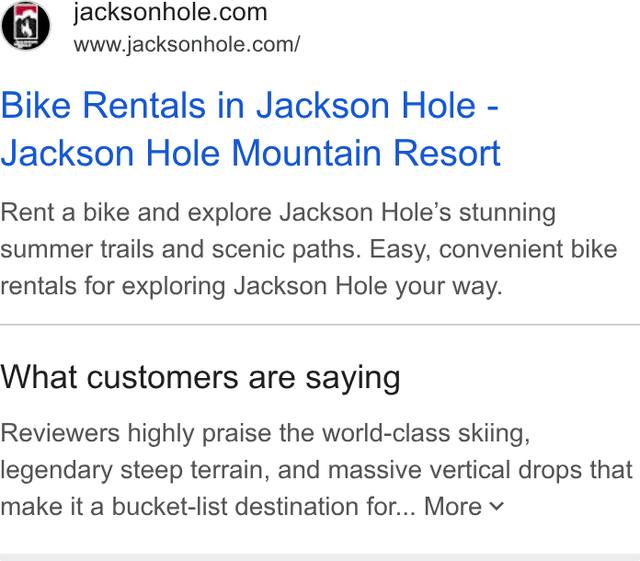 jacksonhole.com
www.jacksonhole.com/
Bike Rentals in Jackson Hole -
Jackson Hole Mountain Resort
Rent a bike and explore Jackson Hole’s stunning
summer trails and scenic paths. Easy, convenient bike
rentals for exploring Jackson Hole your way.
What customers are saying
Reviewers highly praise the world-class skiing,
legendary steep terrain, and massive vertical drops that
make it a bucket-list destination for... More